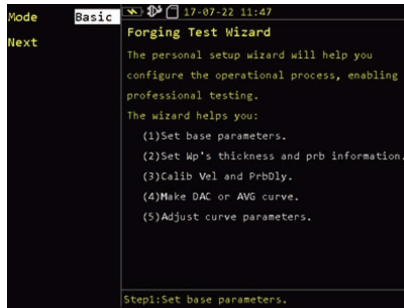 Mode Basic
Next
17-07-22 11:47
Forging Test Wizard
The personal setup wizard will help you
configure the operational process, enabling
professional testing.
The wizard helps you:
(1)Set base parameters.
(2)Set Wp's thickness and prb information.
(3)Calib Vel and PrbDly.
(4)Make DAC or AVG curve.
(5)Adjust curve parameters.
Step1:Set base parameters.